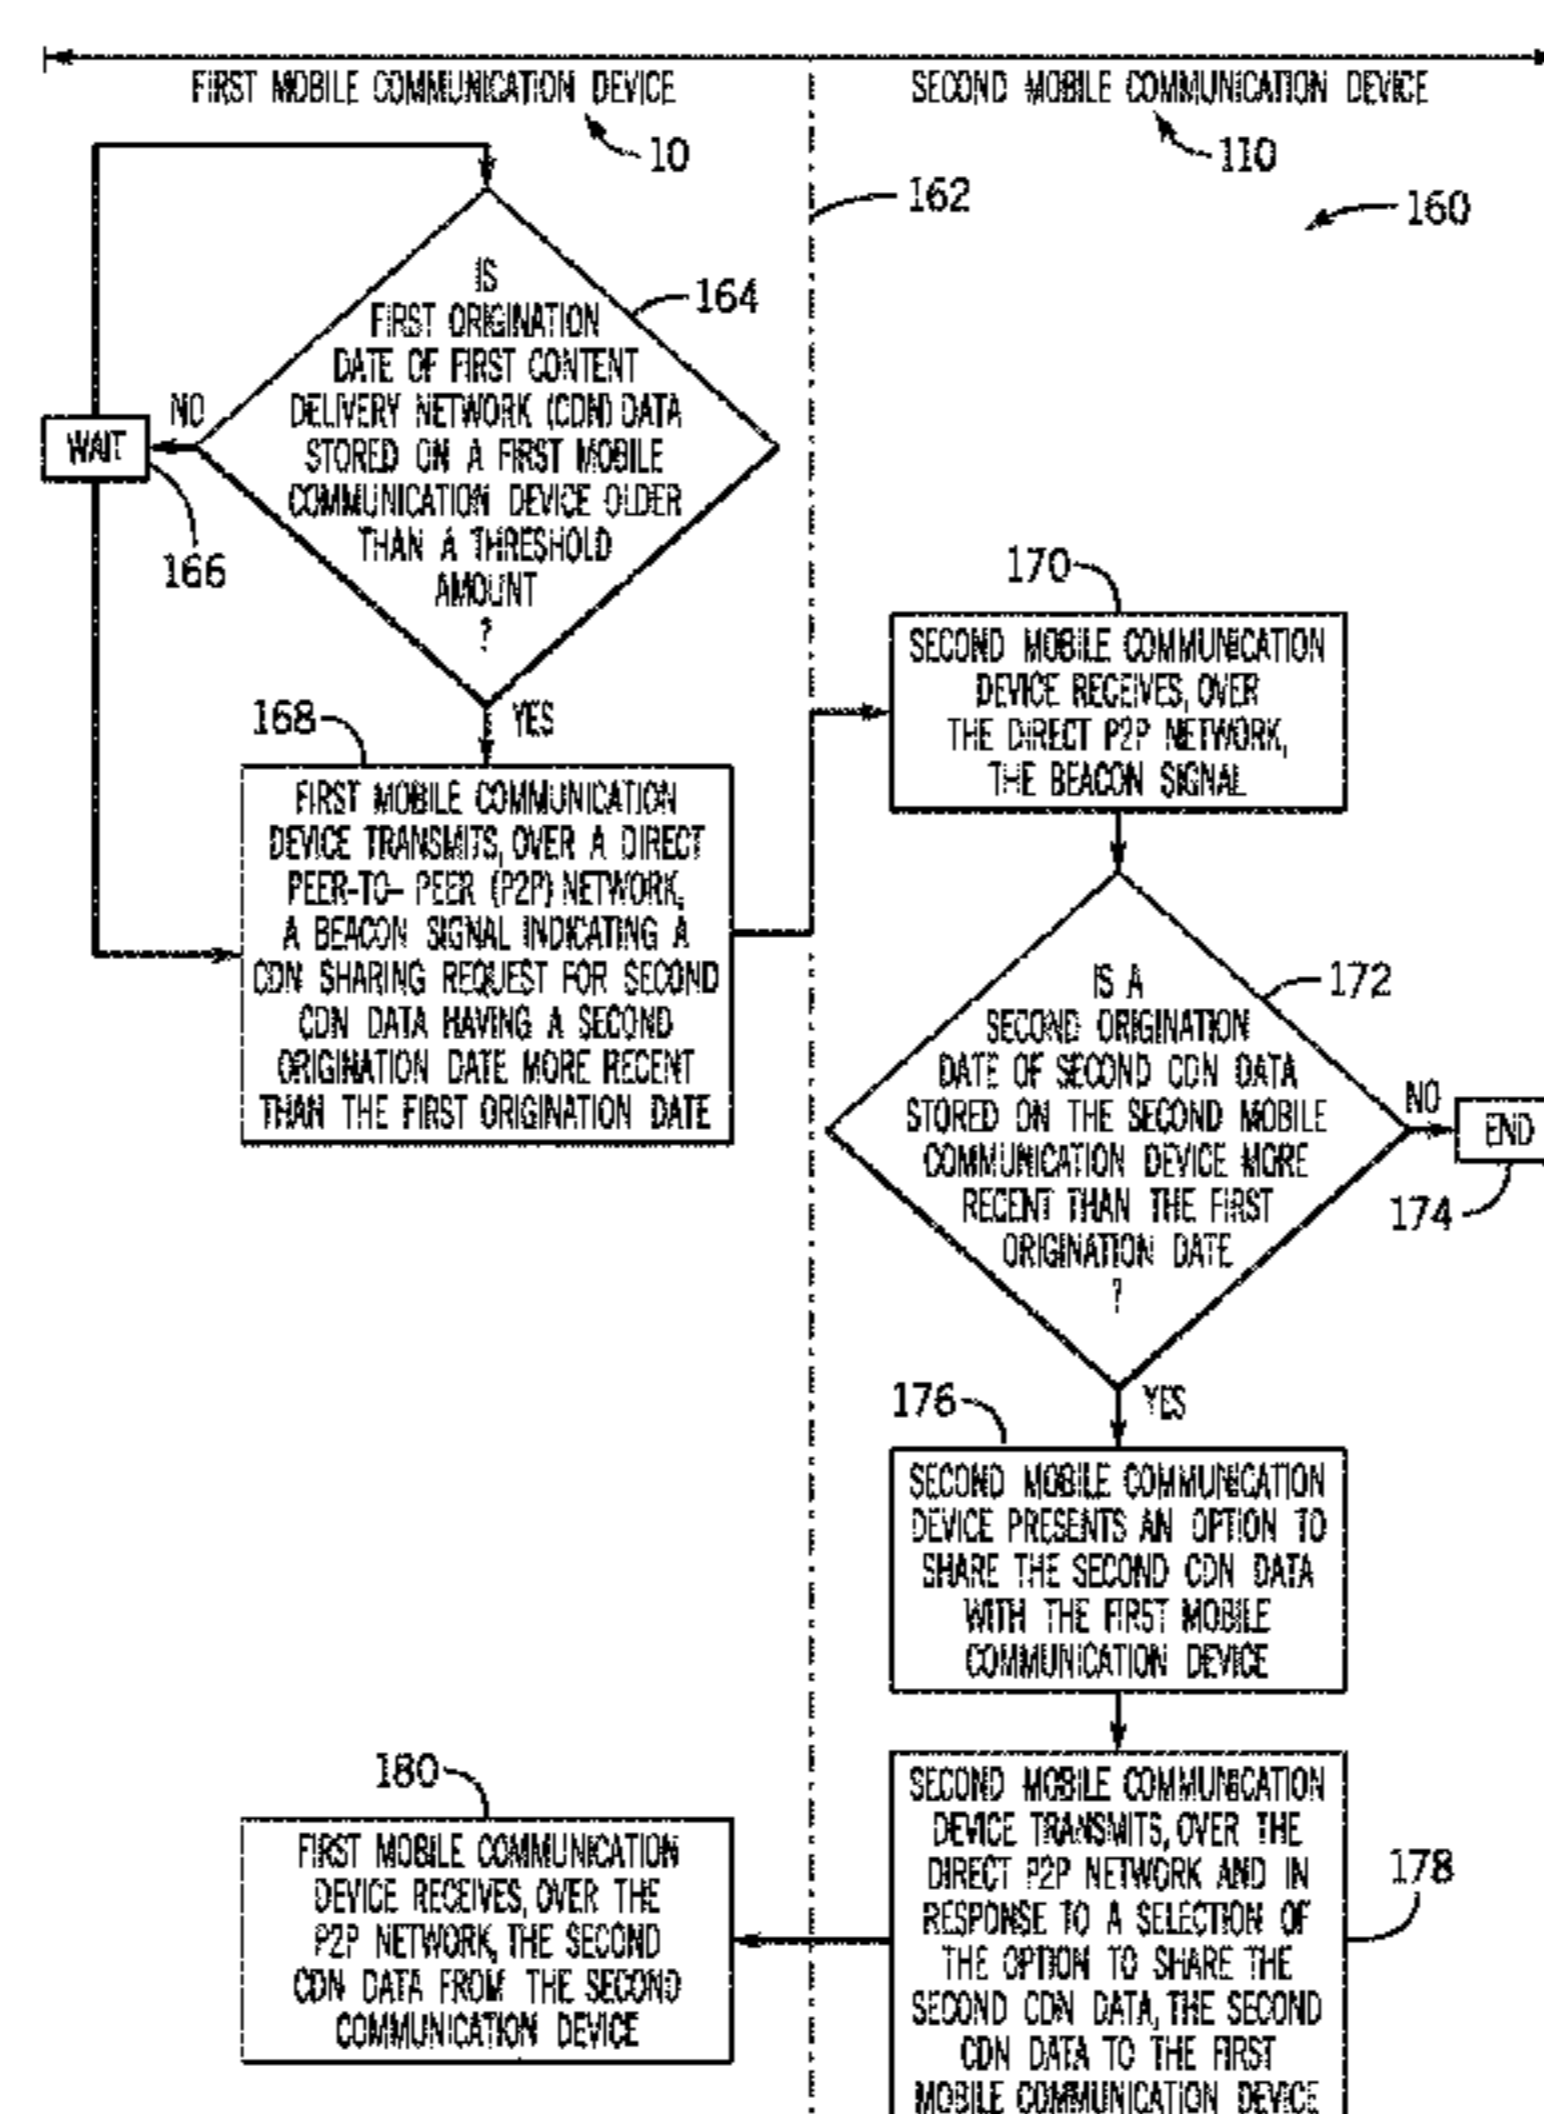 FIRST MOBILE COMMUNICATION DEVICE
10
SECOND MOBILE COMMUNICATION DEVICE
110
162
160
IS
FIRST ORIGINATION
DATE OF FIRST CONTENT
DELIVERY NETWORK (CDN) DATA
STORED ON A FIRST MOBILE
COMMUNICATION DEVICE OLDER
THAN A THRESHOLD
AMOUNT
?
164
NO
WAIT
166
YES
168
FIRST MOBILE COMMUNICATION
DEVICE TRANSMITS, OVER A DIRECT
PEER-TO- PEER (P2P) NETWORK,
A BEACON SIGNAL INDICATING A
CDN SHARING REQUEST FOR SECOND
CDN DATA HAVING A SECOND
ORIGINATION DATE MORE RECENT
THAN THE FIRST ORIGINATION DATE
170
SECOND MOBILE COMMUNICATION
DEVICE RECEIVES, OVER
THE DIRECT P2P NETWORK,
THE BEACON SIGNAL
IS A
SECOND ORIGINATION
DATE OF SECOND CDN DATA
STORED ON THE SECOND MOBILE
COMMUNICATION DEVICE MORE
RECENT THAN THE FIRST
ORIGINATION DATE
?
172
NO
END
174
YES
176
SECOND MOBILE COMMUNICATION
DEVICE PRESENTS AN OPTION TO
SHARE THE SECOND CDN DATA
WITH THE FIRST MOBILE
COMMUNICATION DEVICE
SECOND MOBILE COMMUNICATION
DEVICE TRANSMITS, OVER THE
DIRECT P2P NETWORK AND IN
RESPONSE TO A SELECTION OF
THE OPTION TO SHARE THE
SECOND CDN DATA, THE SECOND
CDN DATA TO THE FIRST
MOBILE COMMUNICATION DEVICE
178
180
FIRST MOBILE COMMUNICATION
DEVICE RECEIVES, OVER THE
P2P NETWORK, THE SECOND
CDN DATA FROM THE SECOND
COMMUNICATION DEVICE